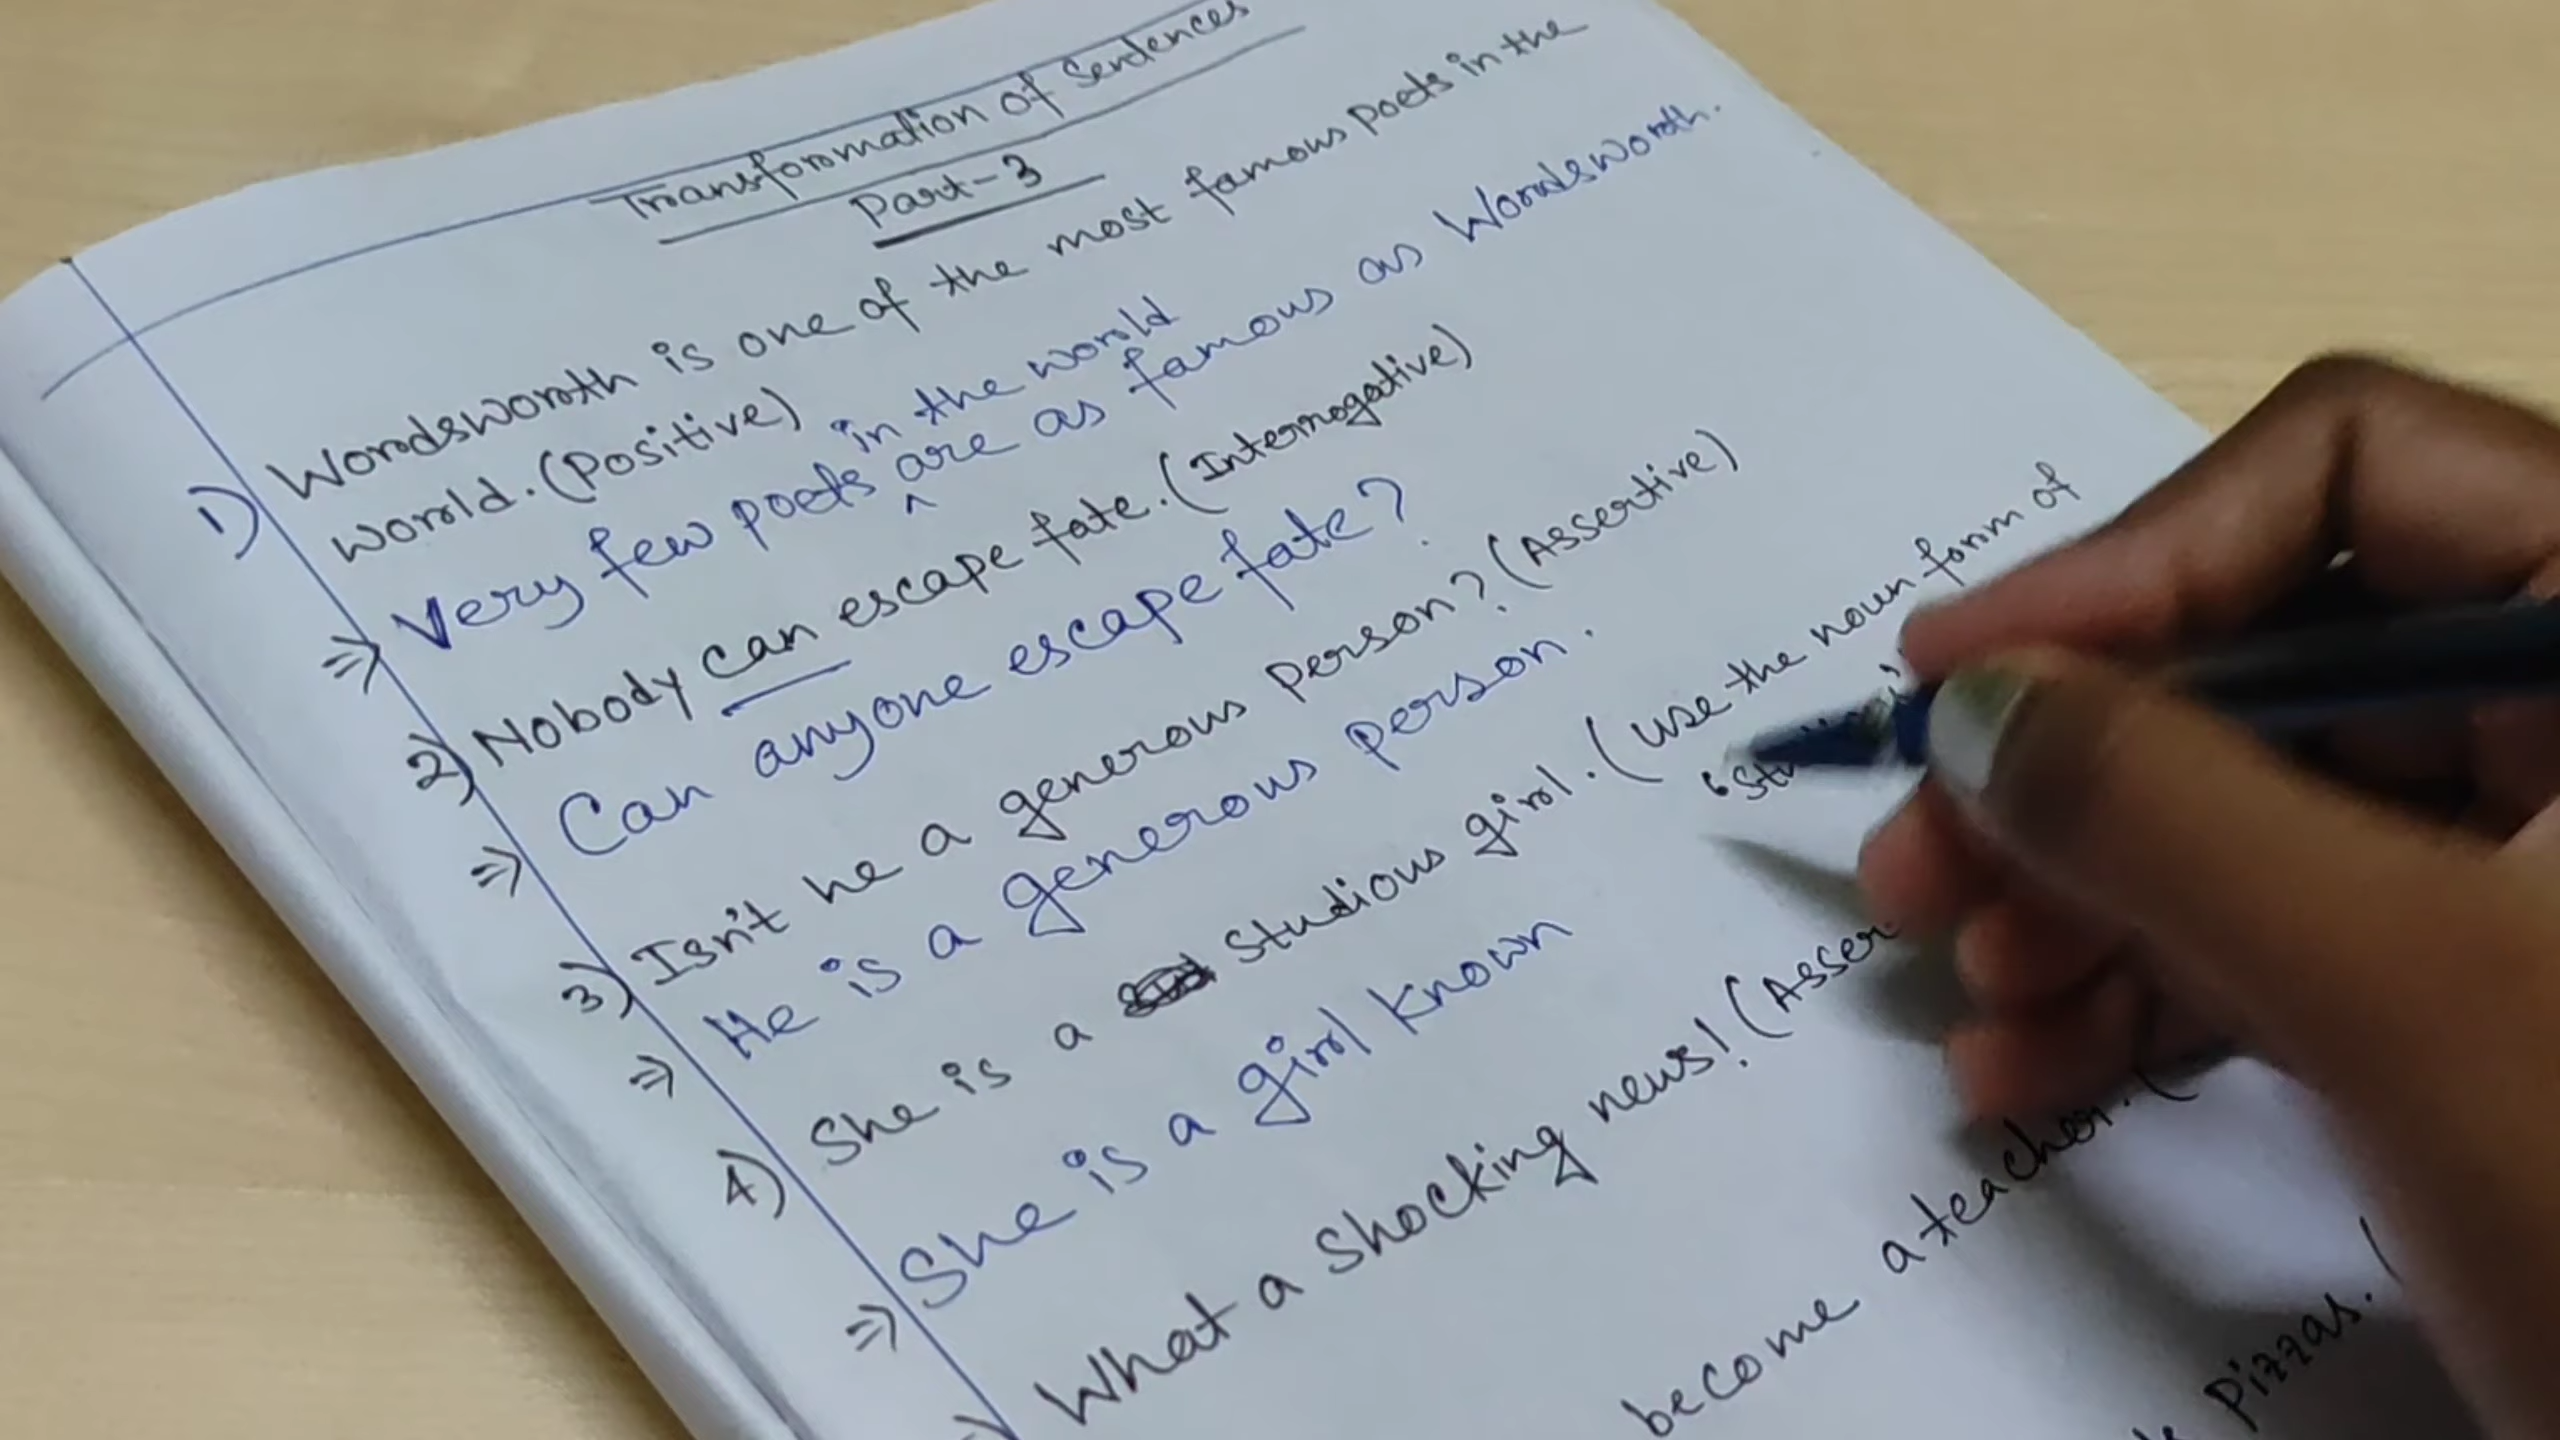 Transformation of Sentences
Part-3
1) Wordsworth is one of the most famous poets in the
world. (Positive)
in the world
⇒ Very few poets ^ are as famous as Wordsworth.
2) Nobody can escape fate. (Interrogative)
⇒ Can anyone escape fate?
3) Isn't he a generous person? (Assertive)
⇒ He is a generous person.
4) She is a studious girl. (Use the noun form of
⇒ She is a girl known
What a shocking news! (Asser
become a teacher. (
pizzas. (